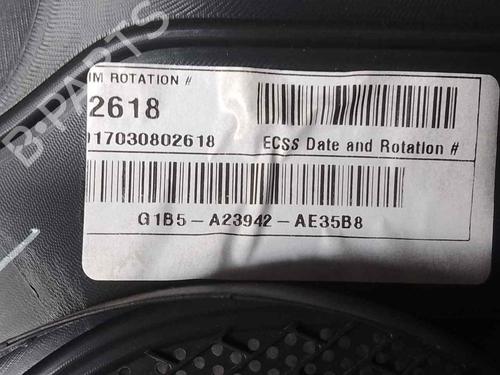 IM ROTATION #
2618
017030802618
ECSS Date and Rotation #
G1B5-A23942-AE35B8
B-PARTS